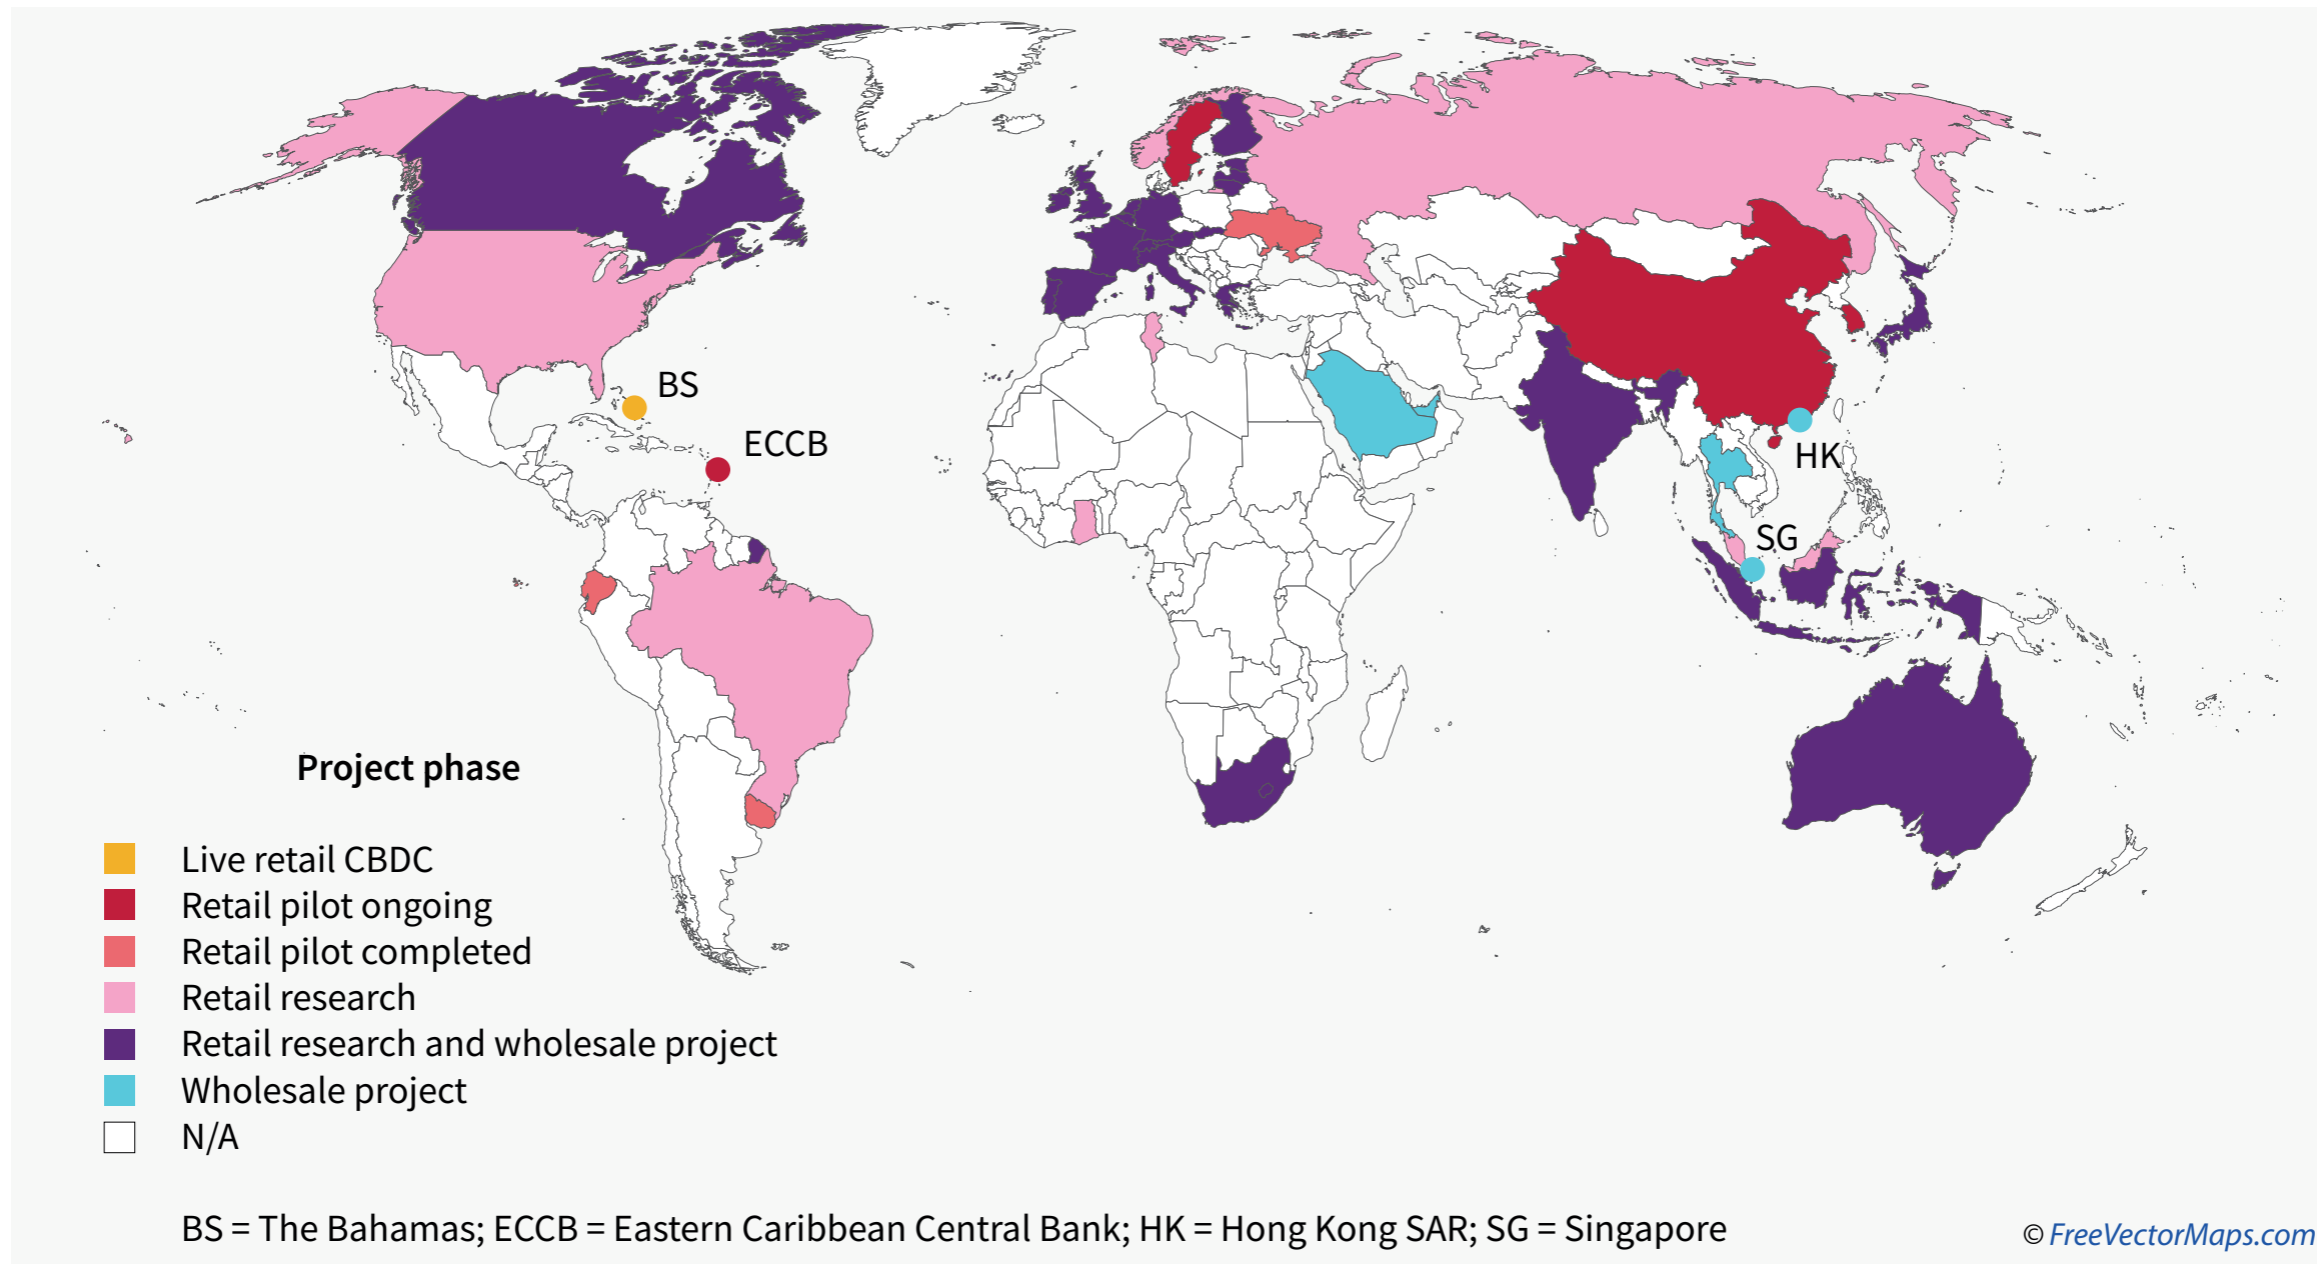 BS
ECCB
HK
SG
Project phase
Live retail CBDC
Retail pilot ongoing
Retail pilot completed
Retail research
Retail research and wholesale project
Wholesale project
N/A
BS = The Bahamas; ECCB = Eastern Caribbean Central Bank; HK = Hong Kong SAR; SG = Singapore
© FreeVectorMaps.com